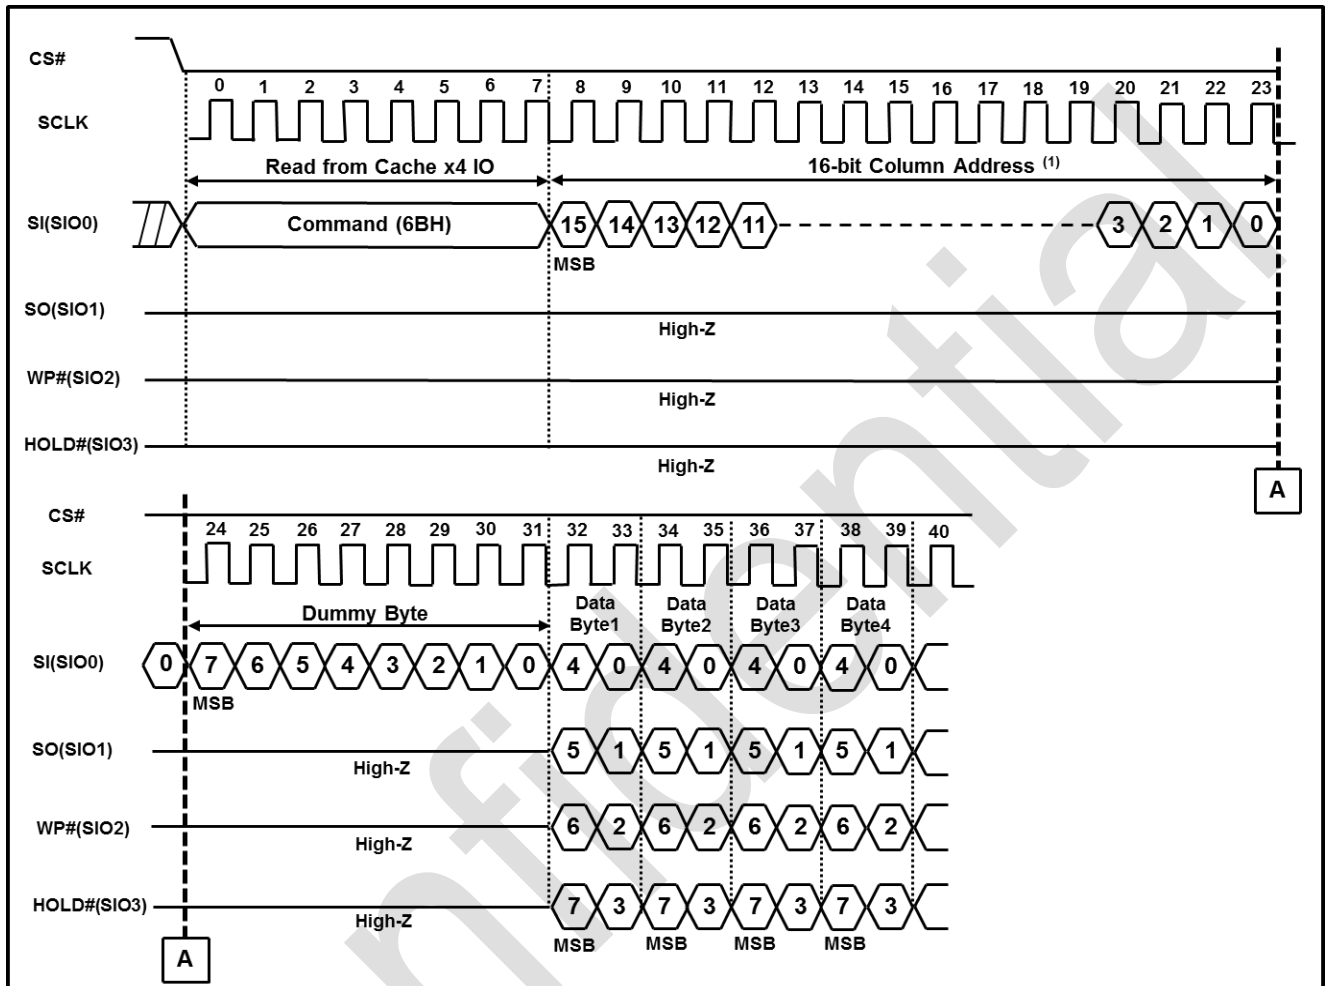 CS#
0 1 2 3 4 5 6 7 8 9 10 11 12 13 14 15 16 17 18 19 20 21 22 23
SCLK
Read from Cache x4 IO 16-bit Column Address (1)
SI(SIO0) Command (6BH) 15 14 13 12 11 3 2 1 0
MSB
SO(SIO1)
High-Z
WP#(SIO2)
High-Z
HOLD#(SIO3)
High-Z
A
CS#
24 25 26 27 28 29 30 31 32 33 34 35 36 37 38 39 40
SCLK
Dummy Byte Data Byte1 Data Byte2 Data Byte3 Data Byte4
SI(SIO0) 0 7 6 5 4 3 2 1 0 4 0 4 0 4 0 4 0
MSB
SO(SIO1) 5 1 5 1 5 1 5 1
High-Z
WP#(SIO2) 6 2 6 2 6 2 6 2
High-Z
HOLD#(SIO3) 7 3 7 3 7 3 7 3
High-Z
MSB MSB MSB MSB
A
nfidential